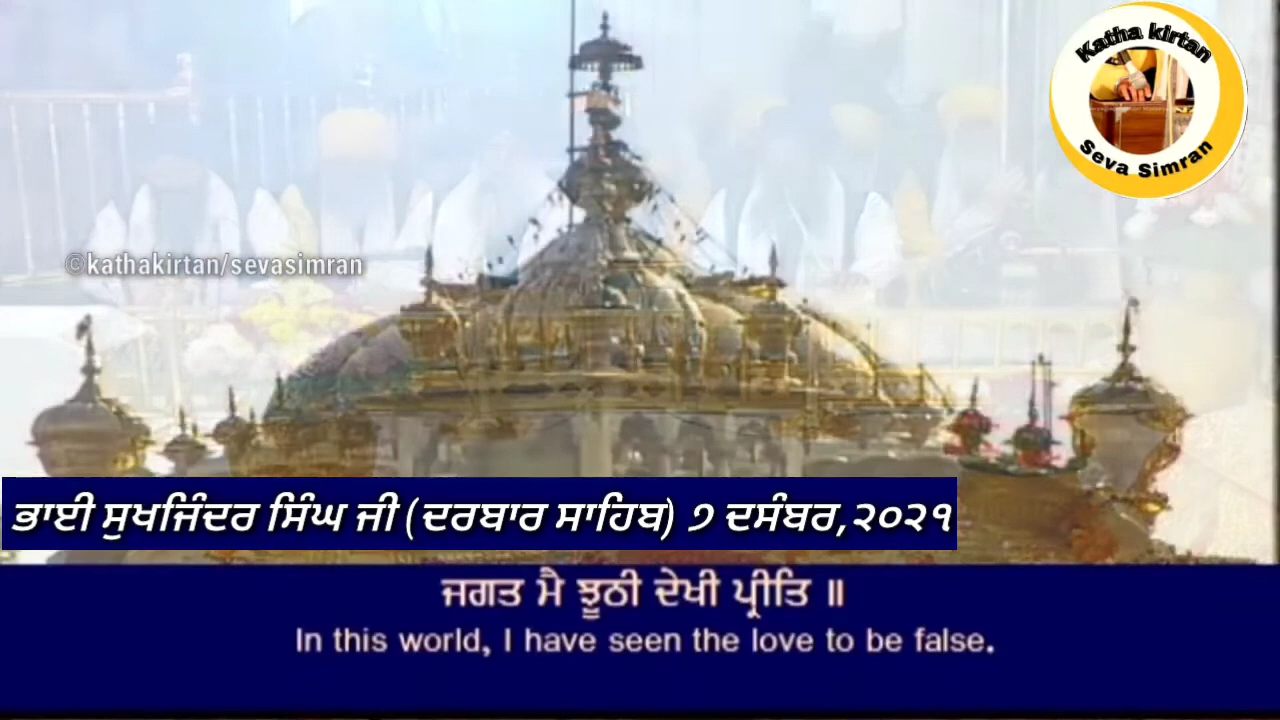 Katha kirtan
Seva Simran
©kathakirtan/sevasimran
ਭਾਈ ਸੁਖਜਿੰਦਰ ਸਿੰਘ ਜੀ (ਦਰਬਾਰ ਸਾਹਿਬ) ੭ ਦਸੰਬਰ,੨੦੨੧
ਜਗਤ ਮੈ ਝੂਠੀ ਦੇਖੀ ਪ੍ਰੀਤਿ ॥
In this world, I have seen the love to be false.